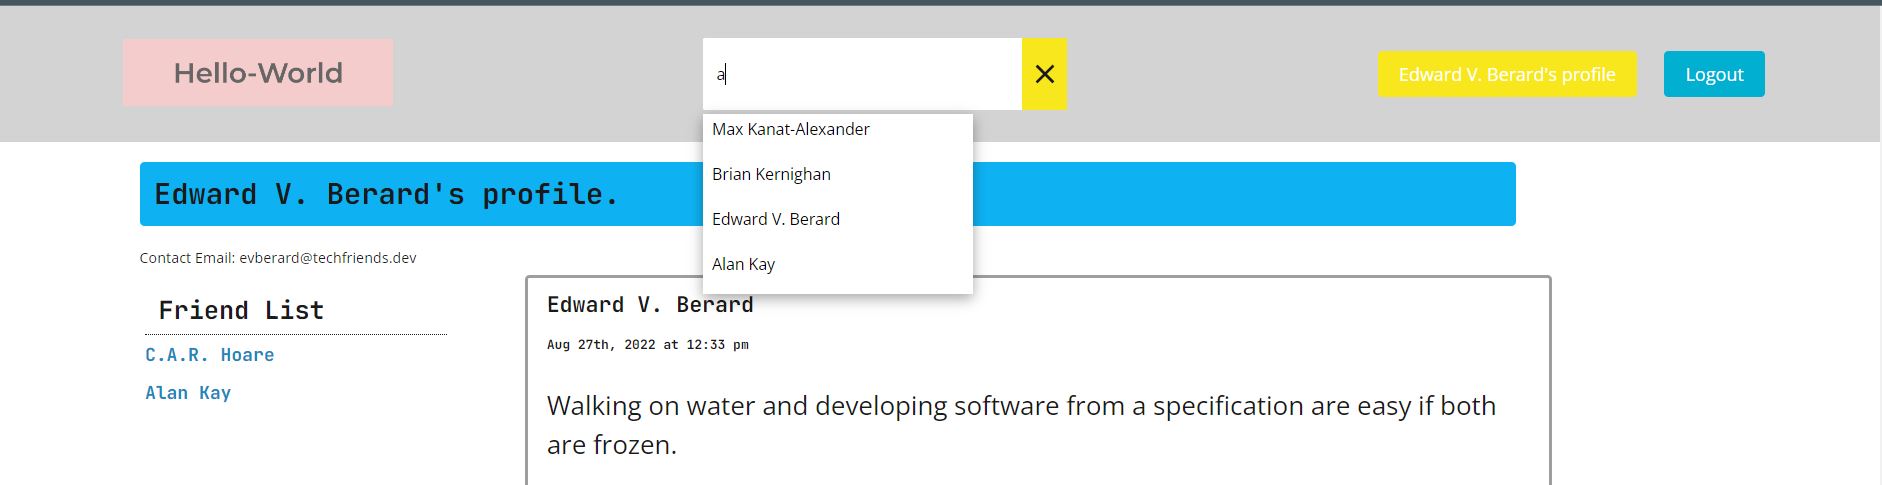 Hello-World
a
Edward V. Berard's profile
Logout
Max Kanat-Alexander
Brian Kernighan
Edward V. Berard
Alan Kay
Edward V. Berard's profile.
Contact Email: evberard@techfriends.dev
Friend List
C.A.R. Hoare
Alan Kay
Edward V. Berard
Aug 27th, 2022 at 12:33 pm
Walking on water and developing software from a specification are easy if both
are frozen.